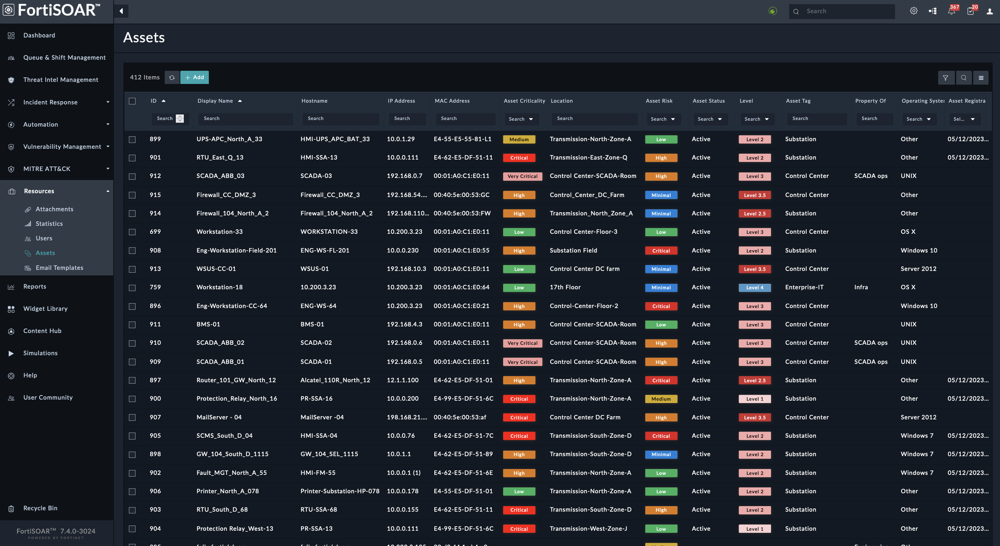 FortiSOAR™
Search
367
20
Dashboard
Queue & Shift Management
Threat Intel Management
Incident Response
Automation
Vulnerability Management
MITRE ATT&CK
Resources
Attachments
Statistics
Users
Assets
Email Templates
Reports
Widget Library
Content Hub
Simulations
Help
User Community
Recycle Bin
FortiSOAR™ 7.4.0-3024
POWERED BY FORTINET
Assets
412 Items
Add
ID Display Name Hostname IP Address MAC Address Asset Criticality Location Asset Risk Asset Status Level Asset Tag Property Of Operating Syster Asset Registra
Search Search Search Search Search Search Search Search Search Search Search Search Search Sel...
899 UPS-APC_North_A_33 HMI-UPS_APC_BAT_33 10.0.1.29 E4-55-E5-55-81-L1 Medium Transmission-North-Zone-A Low Active Level 2 Substation Other 05/12/2023...
901 RTU_East_Q_13 HMI-SSA-13 10.0.0.111 E4-62-E5-DF-51-11 Critical Transmission-East-Zone-Q High Active Level 2 Substation Other 05/12/2023...
912 SCADA_ABB_03 SCADA-03 192.168.0.7 00:01:A0:C1:E0:11 Very Critical Control Center-SCADA-Room High Active Level 3 Control Center SCADA ops UNIX
915 Firewall_CC_DMZ_3 Firewall_CC_DMZ_3 192.168.54.... 00:40:5e:00:53:GC High Control_Center_DC_Farm Minimal Active Level 3.5 Control Center Other
914 Firewall_104_North_A_2 Firewall_104_North_A_2 192.168.110... 00:40:5e:00:53:FW High Transmission_North_Zone_A Minimal Active Level 2.5 Substation Other
699 Workstation-33 WORKSTATION-33 10.200.3.23 00:01:A0:C1:E0:11 Low Control Center-Floor-3 Low Active Level 3 Control Center OS X
908 Eng-Workstation-Field-201 ENG-WS-FL-201 10.0.0.230 00:01:A0:C1:E0:55 High Substation Field Critical Active Level 2 Substation Windows 10
913 WSUS-CC-01 WSUS-01 192.168.10.3 00:01:A0:C1:E0:11 Low Control Center DC farm Minimal Active Level 3.5 Control Center Server 2012
759 Workstation-18 10.200.3.23 10.200.3.23 00:01:A0:C1:E0:64 Low 17th Floor Minimal Active Level 4 Enterprise-IT Infra OS X
896 Eng-Workstation-CC-64 ENG-WS-64 10.200.3.23 00:01:A0:C1:E0:21 High Control-Center-Floor-2 Critical Active Level 3 Control Center Windows 10
911 BMS-01 BMS-01 192.168.4.3 00:01:A0:C1:E0:11 High Control Center-SCADA-Room Low Active Level 3 Control Center UNIX
910 SCADA_ABB_02 SCADA-02 192.168.0.6 00:01:A0:C1:E0:11 Very Critical Control Center-SCADA-Room High Active Level 3 Control Center SCADA ops UNIX
909 SCADA_ABB_01 SCADA-01 192.168.0.5 00:01:A0:C1:E0:11 Very Critical Control Center-SCADA-Room High Active Level 3 Control Center SCADA ops UNIX
897 Router_101_GW_North_12 Alcatel_110R_North_12 12.1.1.100 E4-62-E5-DF-51-01 High Transmission-North-Zone-A Critical Active Level 2.5 Substation Other 05/12/2023...
900 Protection_Relay_North_16 PR-SSA-16 10.0.0.200 E4-99-E5-DF-51-6C Critical Transmission-North-Zone-A Medium Active Level 1 Substation Other 05/12/2023...
907 MailServer - 04 MailServer -04 198.168.21.... 00:40:5e:00:53:af Critical Control Center DC Farm High Active Level 3.5 Control Center Server 2012
905 SCMS_South_D_04 HMI-SSA-04 10.0.0.76 E4-62-E5-DF-51-7C Critical Transmission-South-Zone-D Critical Active Level 2 Substation Windows 7 05/12/2023...
898 GW_104_South_D_1115 GW_104_SEL_1115 10.0.1.1 E4-62-E5-DF-51-89 High Transmission-South-Zone-D Minimal Active Level 2 Substation Windows 7 05/12/2023...
902 Fault_MGT_North_A_55 HMI-FM-55 10.0.0.1 (1) E4-62-E5-DF-51-6E High Transmission-North-Zone-A Low Active Level 2 Substation Windows 7 05/12/2023...
906 Printer_North_A_078 Printer-Substation-HP-078 10.0.0.178 E4-55-E5-DF-51-01 Low Transmission-North-Zone-A Low Active Level 2 Substation Other 05/12/2023...
903 RTU_South_D_68 RTU-SSA-68 10.0.0.155 E4-62-E5-DF-51-11 Critical Transmission-South-Zone-D High Active Level 2 Substation Other 05/12/2023...
904 Protection Relay_West-13 PR-SSA-13 10.0.0.111 E4-99-E5-DF-51-6C Critical Transmission-West-Zone-J Low Active Level 1 Substation Other 05/12/2023...